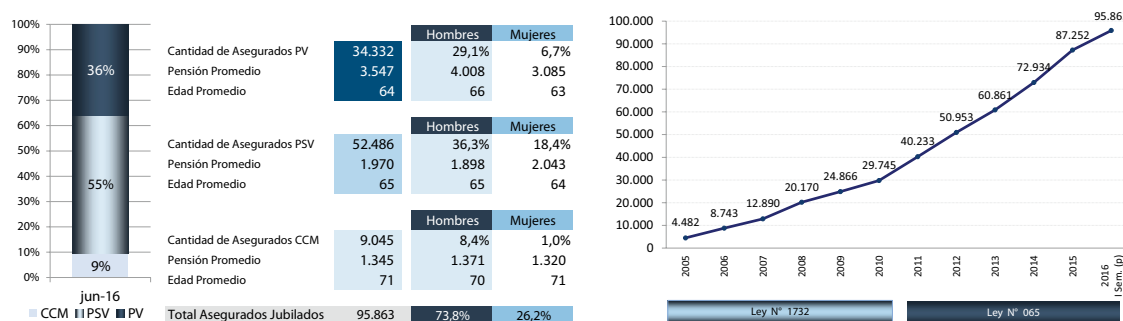 100%
90%
80%
70%
60%
50%
40%
30%
20%
10%
0%
36%
55%
9%
jun-16
CCM PSV PV
Hombres Mujeres
Cantidad de Asegurados PV 34.332 29,1% 6,7%
Pensión Promedio 3.547 4.008 3.085
Edad Promedio 64 66 63
Hombres Mujeres
Cantidad de Asegurados PSV 52.486 36,3% 18,4%
Pensión Promedio 1.970 1.898 2.043
Edad Promedio 65 65 64
Hombres Mujeres
Cantidad de Asegurados CCM 9.045 8,4% 1,0%
Pensión Promedio 1.345 1.371 1.320
Edad Promedio 71 70 71
Total Asegurados Jubilados 95.863 73,8% 26,2%
100.000
90.000
80.000
70.000
60.000
50.000
40.000
30.000
20.000
10.000
0
4.482
8.743
12.890
20.170
24.866
29.745
40.233
50.953
60.861
72.934
87.252
95.86
2005
2006
2007
2008
2009
2010
2011
2012
2013
2014
2015
2016
I Sem. (p)
Ley N° 1732
Ley N° 065